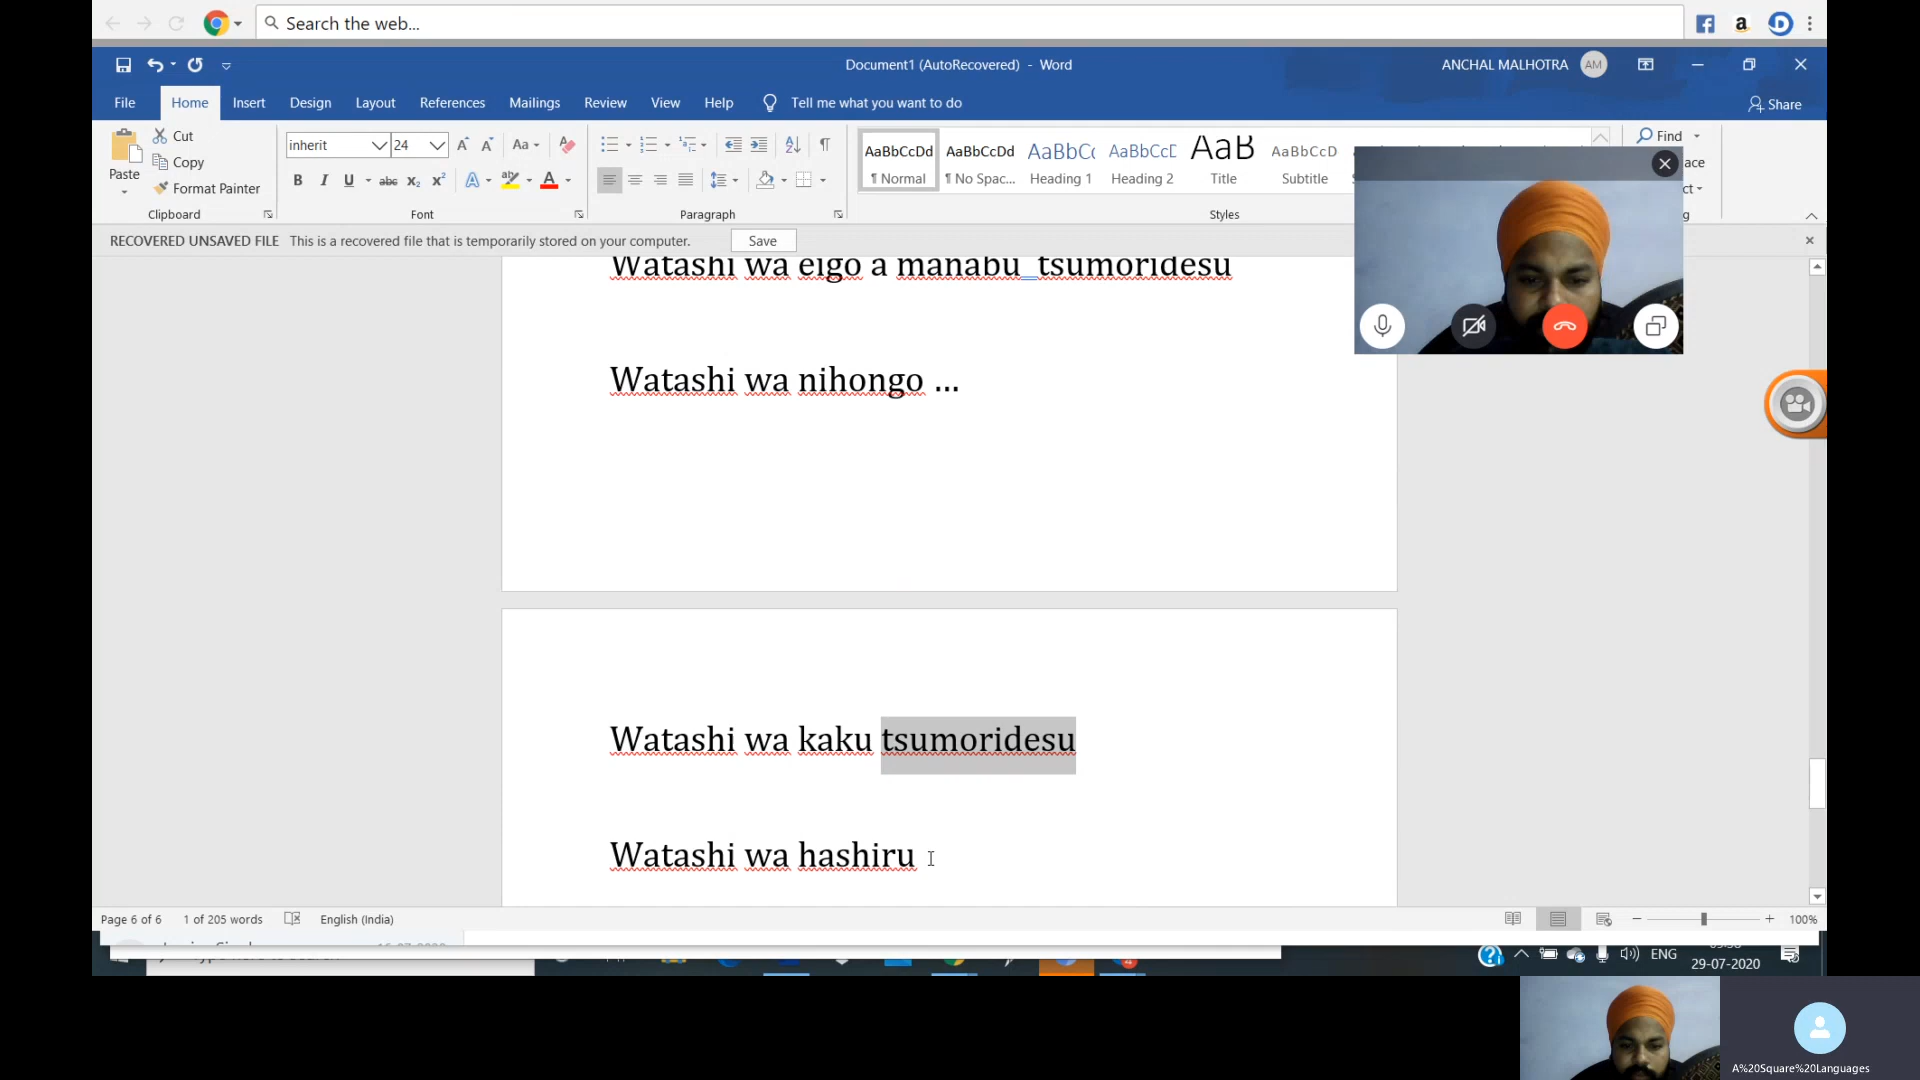 Search the web...
Document1 (AutoRecovered) - Word
ANCHAL MALHOTRA AM
File Home Insert Design Layout References Mailings Review View Help Tell me what you want to do Share
Paste
Cut
Copy
Format Painter
Clipboard
inherit 24
Font
Paragraph
AaBbCcDd AaBbCcDd AaBbCc AaBbCcD AaB AaBbCcD
¶ Normal ¶ No Spac... Heading 1 Heading 2 Title Subtitle
Styles
Find
RECOVERED UNSAVED FILE This is a recovered file that is temporarily stored on your computer. Save
Watashi wa eigo a manabu tsumoridesu
Watashi wa nihongo ...
Watashi wa kaku tsumoridesu
Watashi wa hashiru
Page 6 of 6 1 of 205 words English (India) 100%
ENG
29-07-2020
A%20Square%20Languages